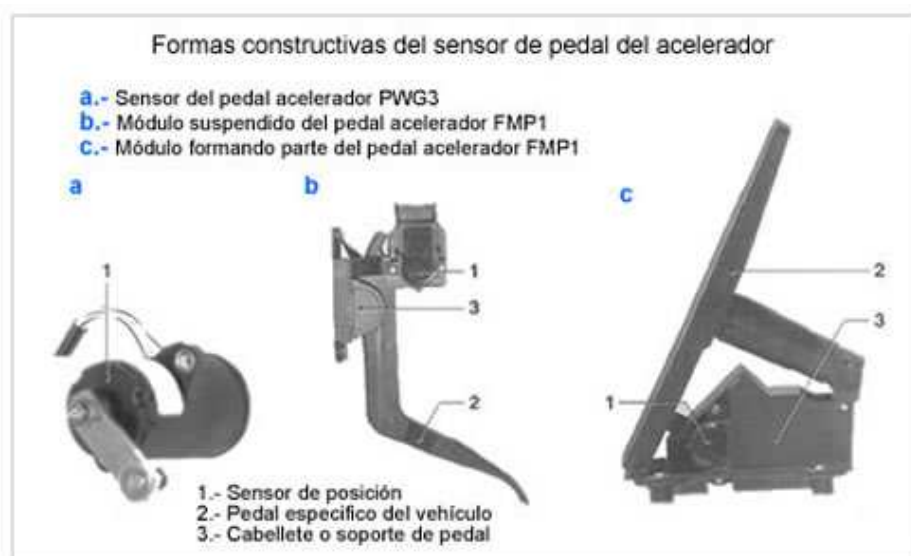 Formas constructivas del sensor de pedal del acelerador
a.- Sensor del pedal acelerador PWG3
b.- Módulo suspendido del pedal acelerador FMP1
c.- Módulo formando parte del pedal acelerador FMP1
a
b
c
1
1
3
2
2
3
1
1.- Sensor de posición
2.- Pedal especifico del vehículo
3.- Cabellete o soporte de pedal